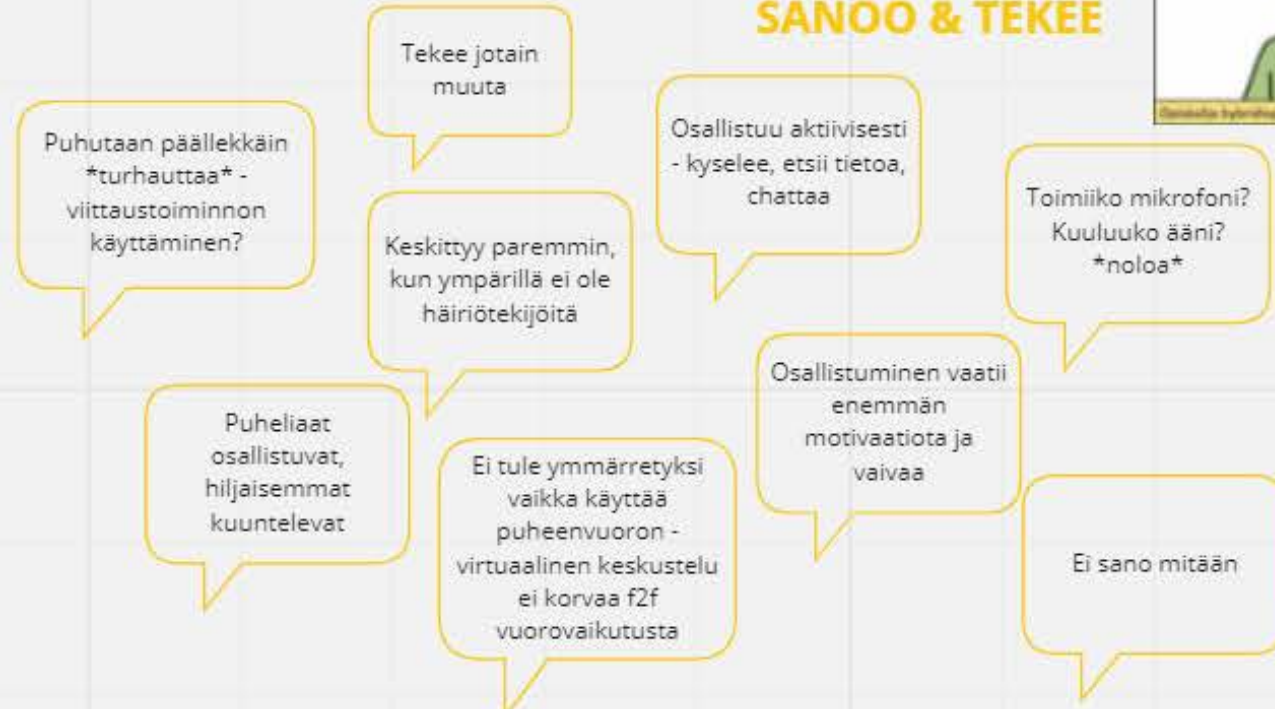 SANOO & TEKEE
Tekee jotain
muuta
Puhutaan päällekkäin
*turhauttaa* -
viittaustoiminnon
käyttäminen?
Osallistuu aktiivisesti
- kyselee, etsii tietoa,
chattaa
Toimiiko mikrofoni?
Kuuluuko ääni?
*noloa*
Keskittyy paremmin,
kun ympärillä ei ole
häiriötekijöitä
Osallistuminen vaatii
enemmän
motivaatiota ja
vaivaa
Puheliaat
osallistuvat,
hiljaisemmat
kuuntelevat
Ei tule ymmärretyksi
vaikka käyttää
puheenvuoron -
virtuaalinen keskustelu
ei korvaa f2f
vuorovaikutusta
Ei sano mitään